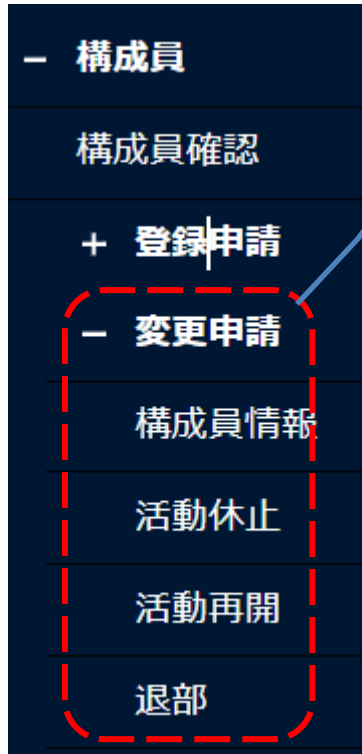 − 構成員
構成員確認
+ 登録申請
− 変更申請
構成員情報
活動休止
活動再開
退部